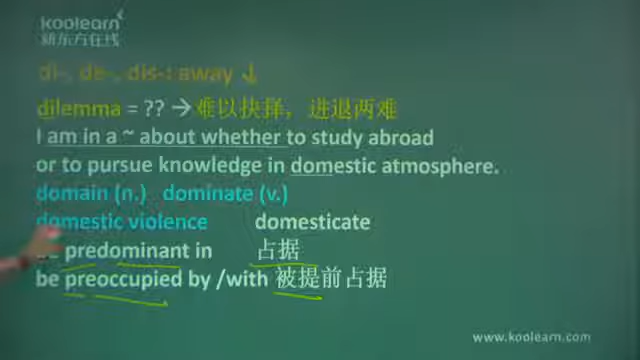 koolearn
新东方在线
di-, de-, dis-: away ↓
dilemma = ?? → 难以抉择，进退两难
I am in a ~ about whether to study abroad
or to pursue knowledge in domestic atmosphere.
domain (n.) dominate (v.)
domestic violence domesticate
predominant in 占据
be preoccupied by /with 被提前占据
www.koolearn.com